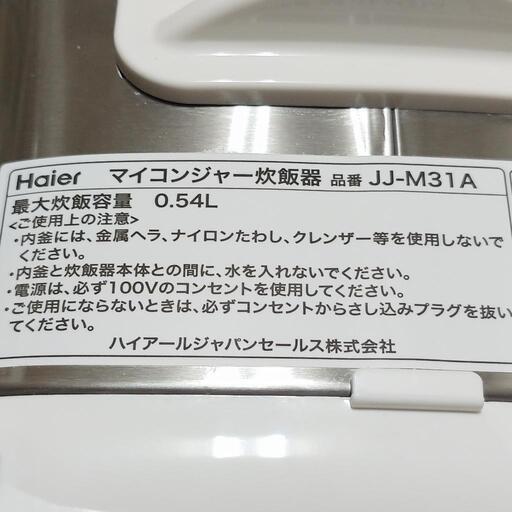 Haier マイコンジャー炊飯器 品番 JJ-M31A
最大炊飯容量 0.54L
<ご使用上の注意>
・内釜には、金属ヘラ、ナイロンたわし、クレンザー等を使用しないで
ください。
・内釜と炊飯器本体との間に、水を入れないでください。
・電源は、必ず100Vのコンセントを使用してください。
・ご使用にならないときは、必ずコンセントからさし込みプラグを抜い
てください。
ハイアールジャパンセールス株式会社